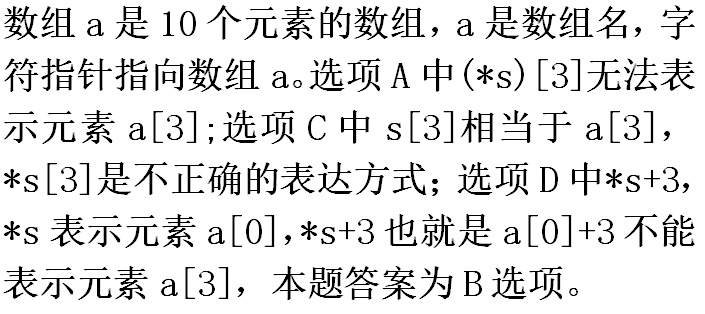 数组 a 是 10 个元素的数组，a 是数组名，字
符指针指向数组 a。选项 A 中(*s)[3]无法表
示元素 a[3];选项 C 中 s[3]相当于 a[3]，
*s[3]是不正确的表达方式；选项 D 中*s+3，
*s 表示元素 a[0]，*s+3 也就是 a[0]+3 不能
表示元素 a[3]，本题答案为 B 选项。